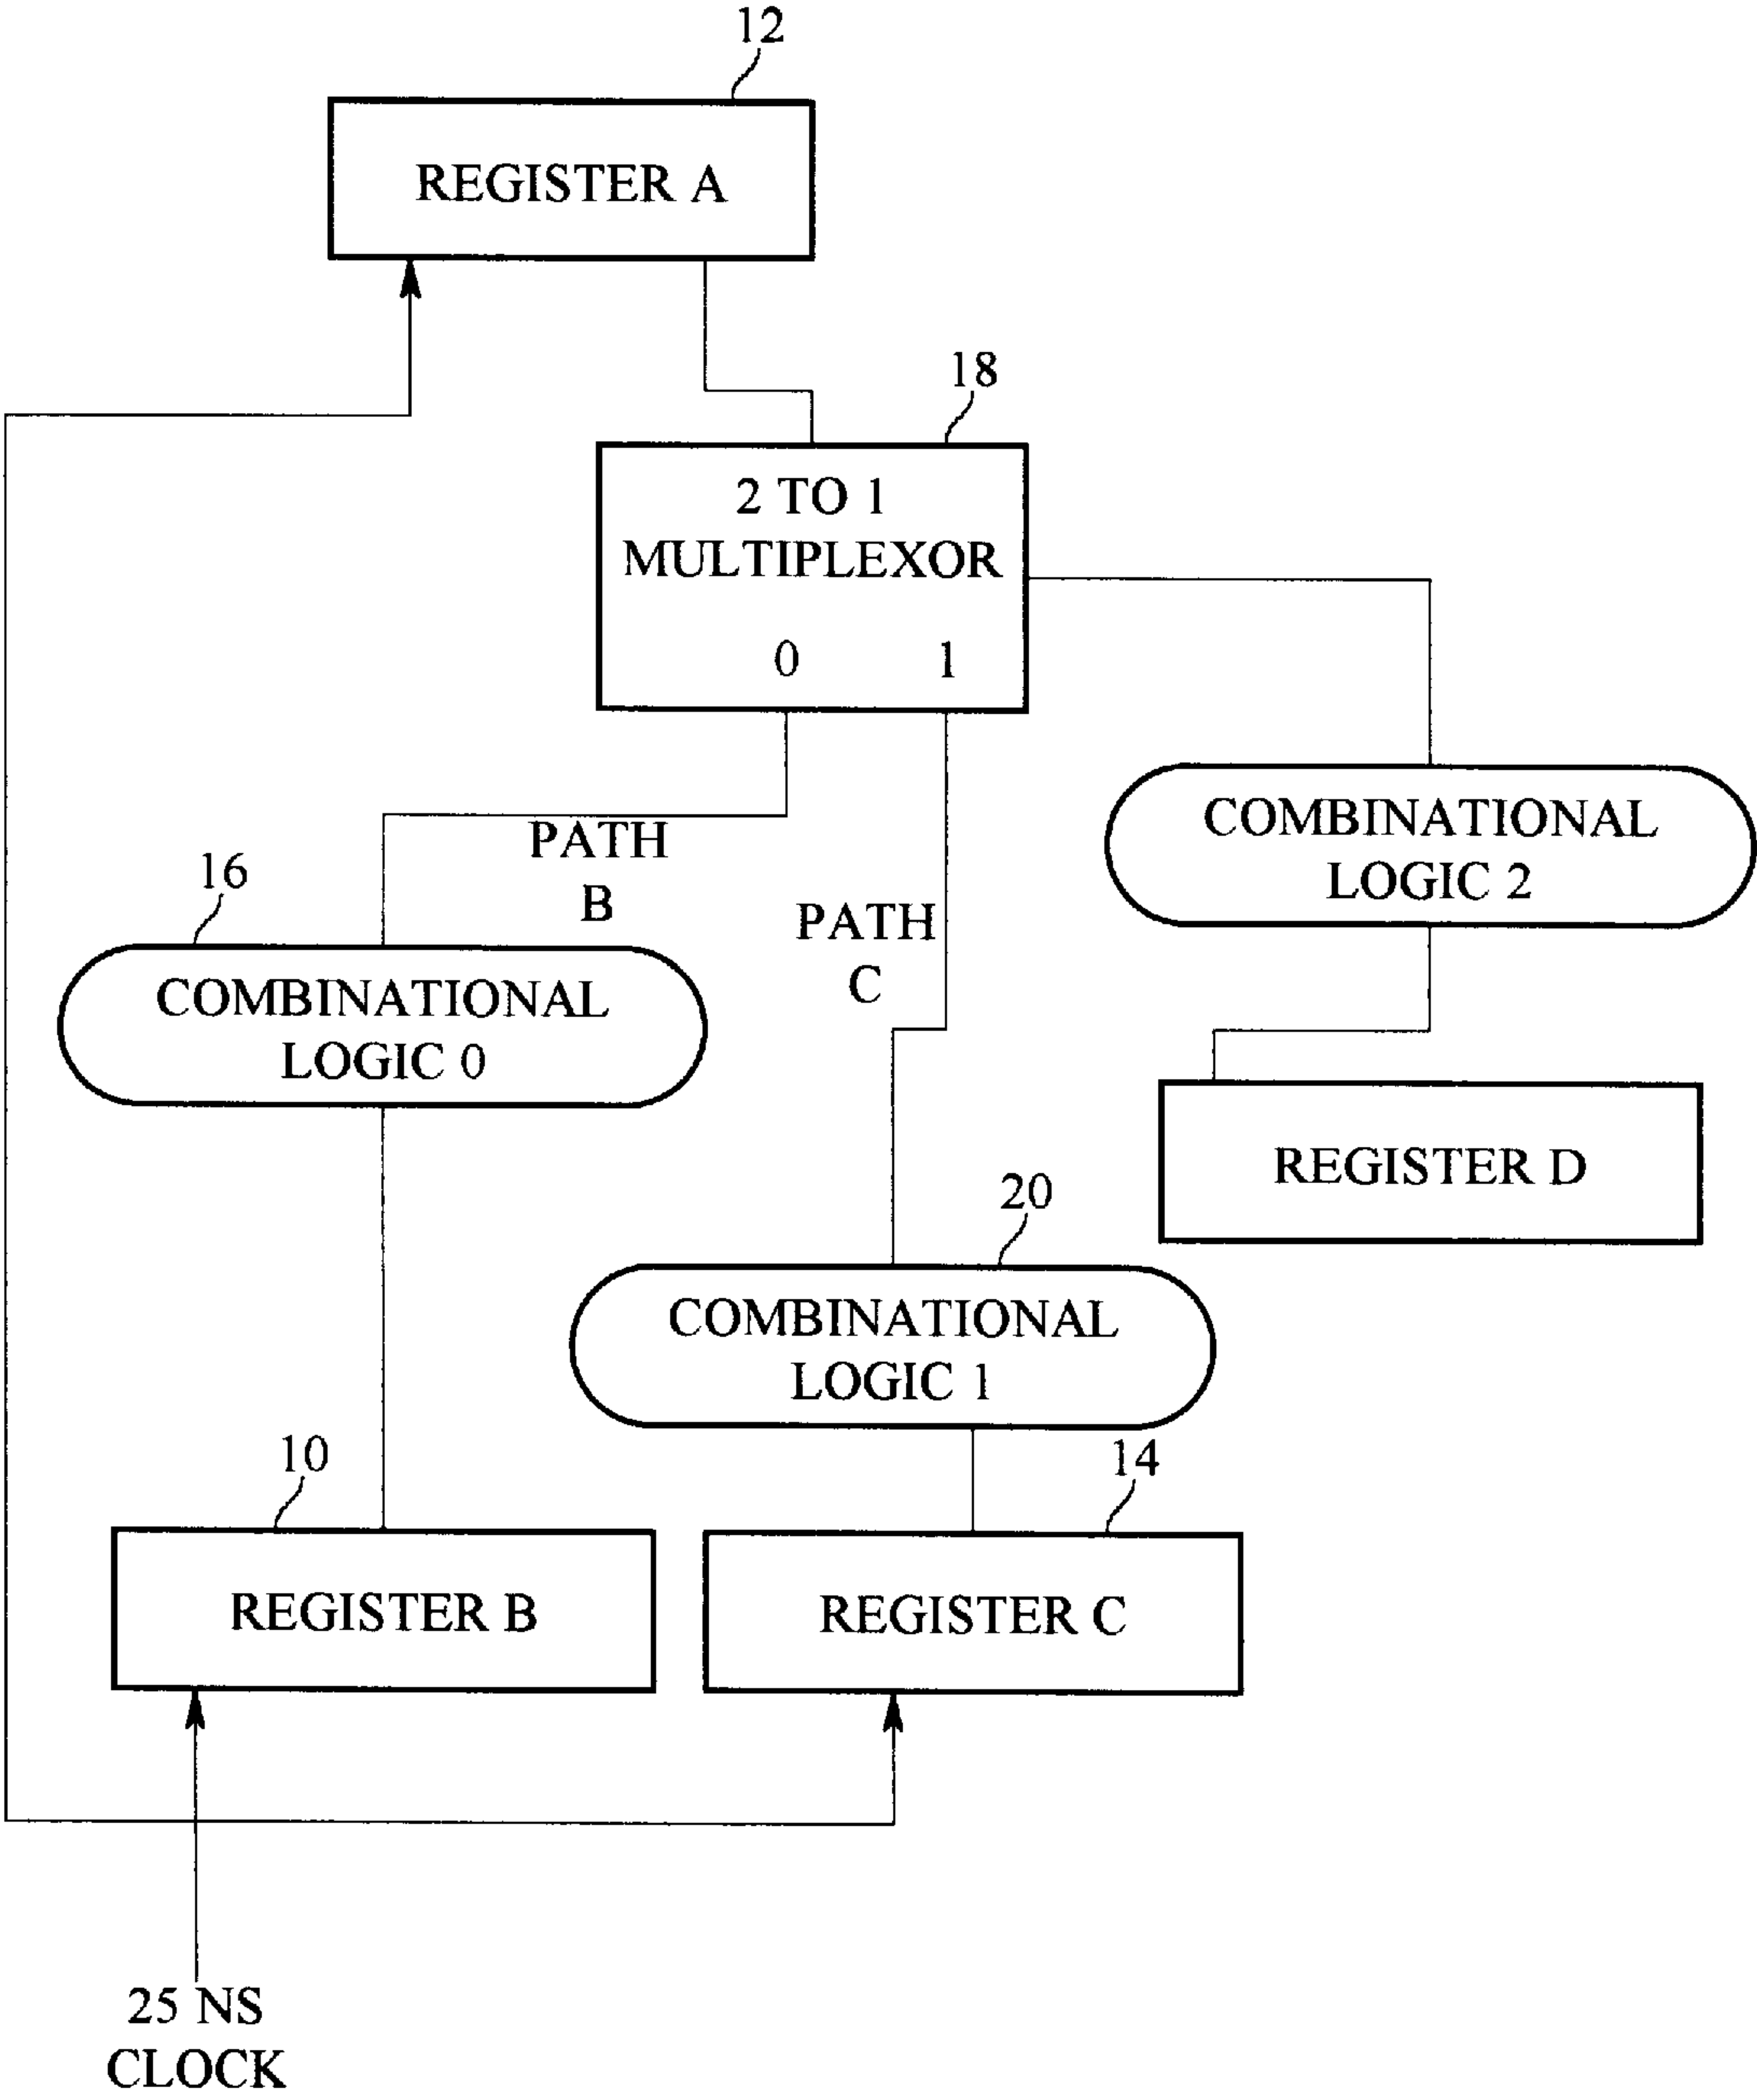 12
REGISTER A
18
2 TO 1
MULTIPLEXOR
0 1
PATH
B
16
COMBINATIONAL
LOGIC 0
PATH
C
COMBINATIONAL
LOGIC 2
REGISTER D
20
COMBINATIONAL
LOGIC 1
10
REGISTER B
14
REGISTER C
25 NS
CLOCK